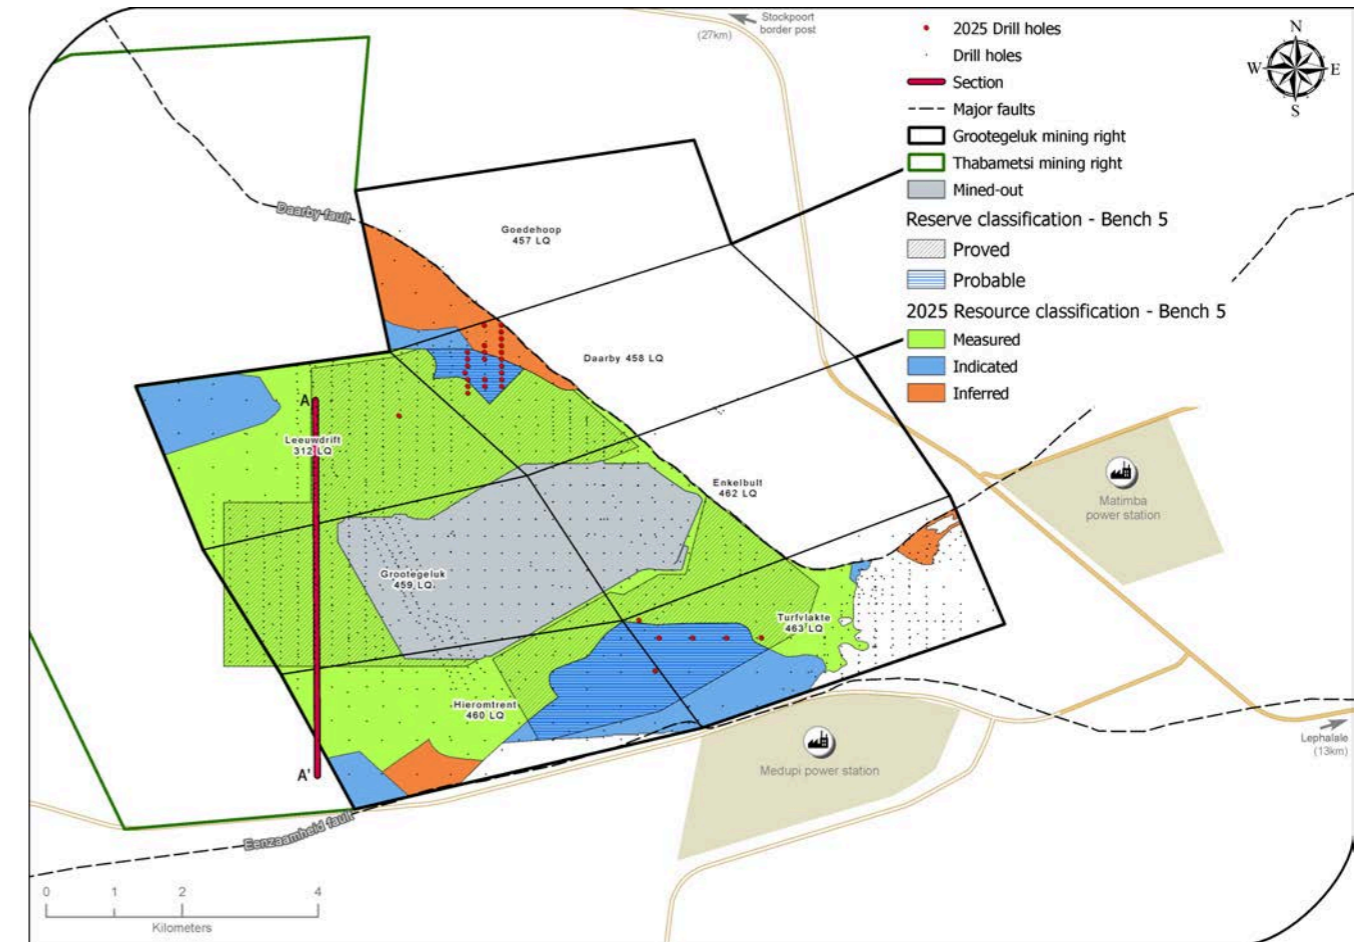 Stockpoort
border post
(27km)
2025 Drill holes
Drill holes
Section
Major faults
Grootegeluk mining right
Thabametsi mining right
Mined-out
Reserve classification - Bench 5
Proved
Probable
2025 Resource classification - Bench 5
Measured
Indicated
Inferred
N
W
E
S
Daarby fault
Goedehoop
457 LQ
Daarby 458 LQ
A
Leeuwdrift
312 LQ
Enkelbult
462 LQ
Matimba
power station
Grootegeluk
459 LQ
Turfvlakte
463 LQ
Hieromtrent
460 LQ
A'
Medupi power station
Lephalale
(13km)
Eenzaamheid fault
0
1
2
4
Kilometers